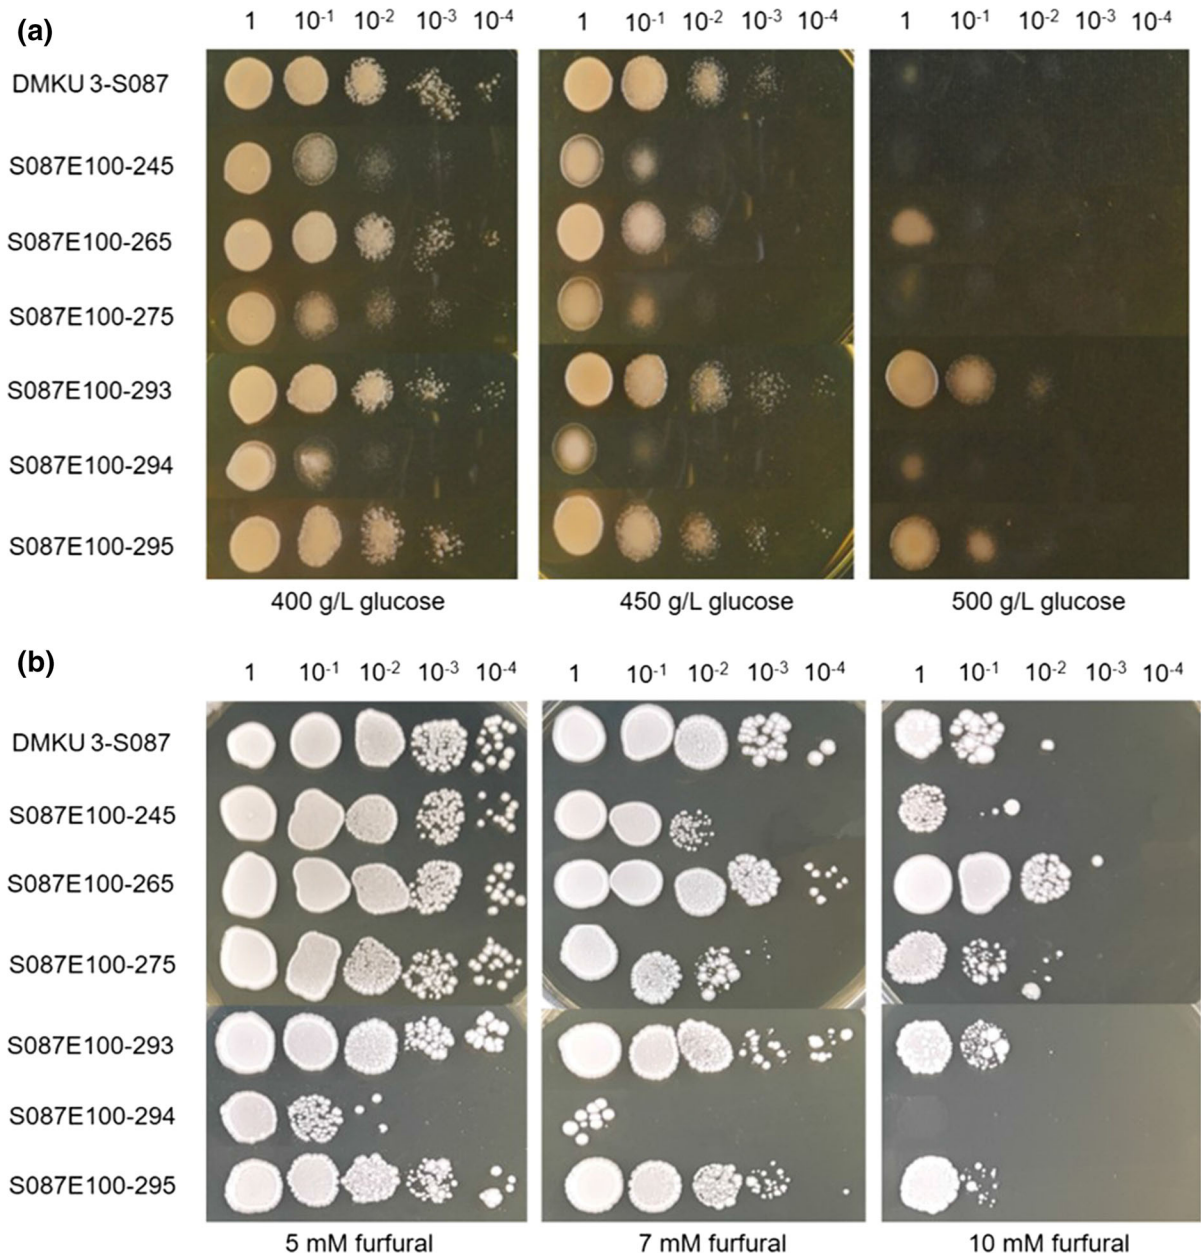 (a)
1 10-1 10-2 10-3 10-4 1 10-1 10-2 10-3 10-4 1 10-1 10-2 10-3 10-4
DMKU 3-S087
S087E100-245
S087E100-265
S087E100-275
S087E100-293
S087E100-294
S087E100-295
400 g/L glucose 450 g/L glucose 500 g/L glucose
(b)
1 10-1 10-2 10-3 10-4 1 10-1 10-2 10-3 10-4 1 10-1 10-2 10-3 10-4
DMKU 3-S087
S087E100-245
S087E100-265
S087E100-275
S087E100-293
S087E100-294
S087E100-295
5 mM furfural 7 mM furfural 10 mM furfural